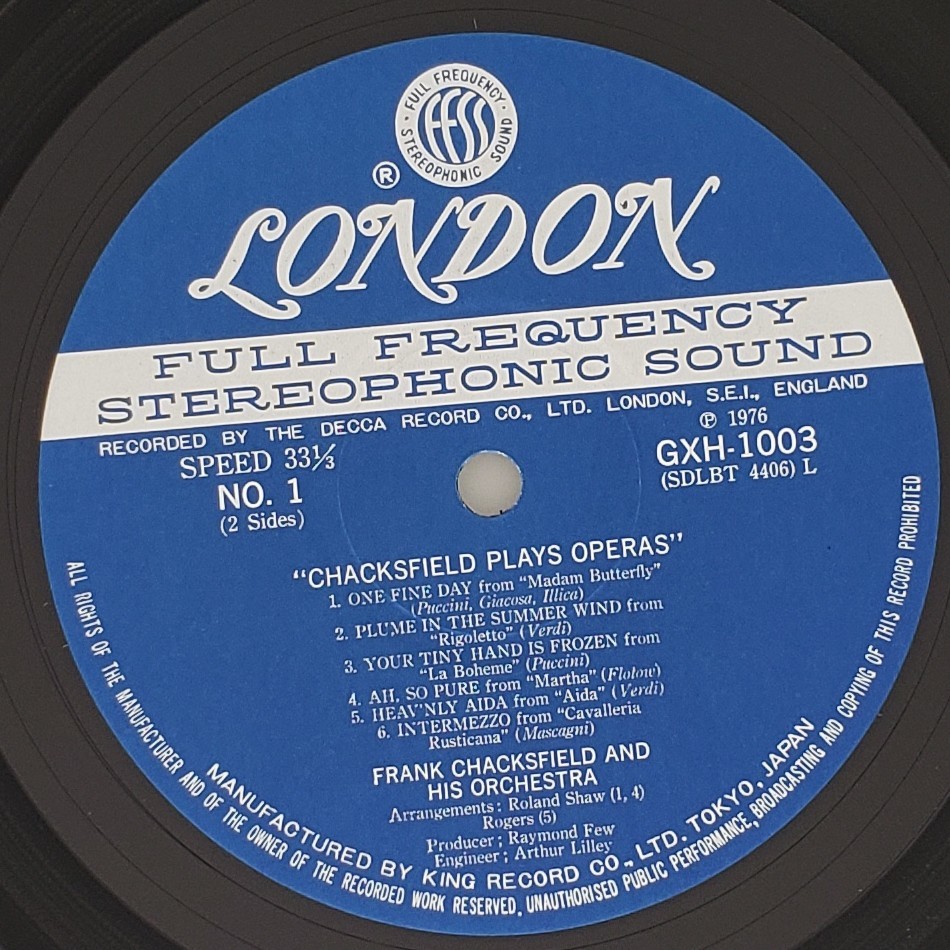 · FULL FREQUENCY · STEREOPHONIC SOUND
FFSS
®
LONDON
FULL FREQUENCY
STEREOPHONIC SOUND
RECORDED BY THE DECCA RECORD CO., LTD. LONDON, S.E.I., ENGLAND
SPEED 33⅓
NO. 1
(2 Sides)
℗ 1976
GXH-1003
(SDLBT 4406) L
“CHACKSFIELD PLAYS OPERAS”
1. ONE FINE DAY from “Madam Butterfly”
(Puccini, Giacosa, Illica)
2. PLUME IN THE SUMMER WIND from
“Rigoletto” (Verdi)
3. YOUR TINY HAND IS FROZEN from
“La Boheme” (Puccini)
4. AH, SO PURE from “Martha” (Flotow)
5. HEAV'NLY AIDA from “Aida” (Verdi)
6. INTERMEZZO from “Cavalleria
Rusticana” (Mascagni)
FRANK CHACKSFIELD AND
HIS ORCHESTRA
Arrangements: Roland Shaw (1, 4)
Rogers (5)
Producer; Raymond Few
Engineer; Arthur Lilley
MANUFACTURED BY KING RECORD CO., LTD. TOKYO, JAPAN
ALL RIGHTS OF THE MANUFACTURER AND OF THE OWNER OF THE RECORDED WORK RESERVED. UNAUTHORISED PUBLIC PERFORMANCE, BROADCASTING AND COPYING OF THIS RECORD PROHIBITED